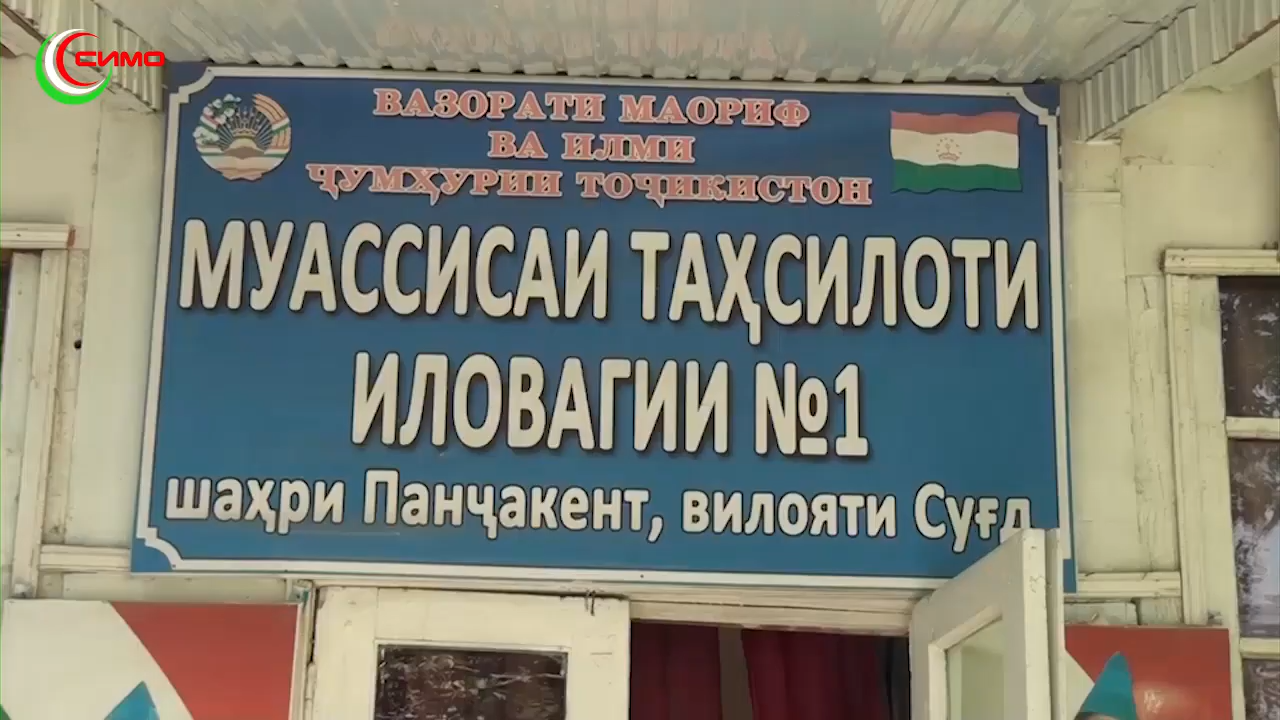 СИМО
ВАЗОРАТИ МАОРИФ
ВА ИЛМИ
ҶУМҲУРИИ ТОҶИКИСТОН
МУАССИСАИ ТАҲСИЛОТИ
ИЛОВАГИИ №1
шаҳри Панҷакент, вилояти Суғд